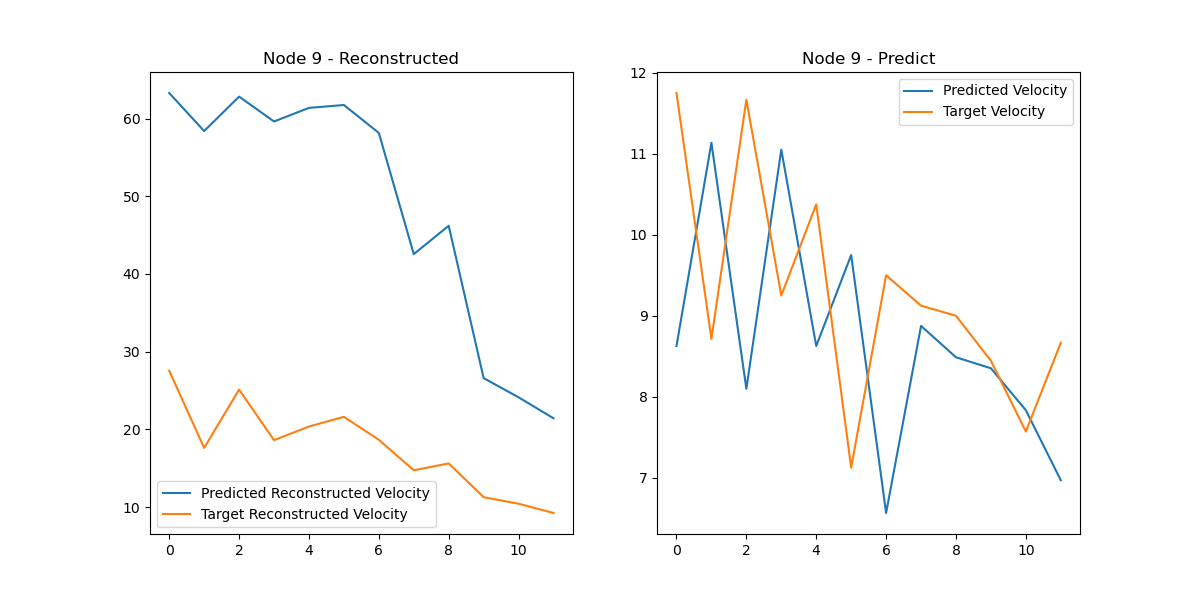 Node 9 - Reconstructed
60
50
40
30
20
10
0 2 4 6 8 10
Predicted Reconstructed Velocity
Target Reconstructed Velocity
Node 9 - Predict
12
11
10
9
8
7
0 2 4 6 8 10
Predicted Velocity
Target Velocity